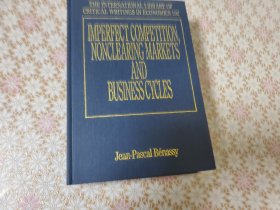 THE INTERNATIONAL LIBRARY OF
CRITICAL WRITINGS IN ECONOMICS
IMPERFECT COMPETITION,
NONCLEARING MARKETS
AND
BUSINESS CYCLES
Jean-Pascal Bénassy